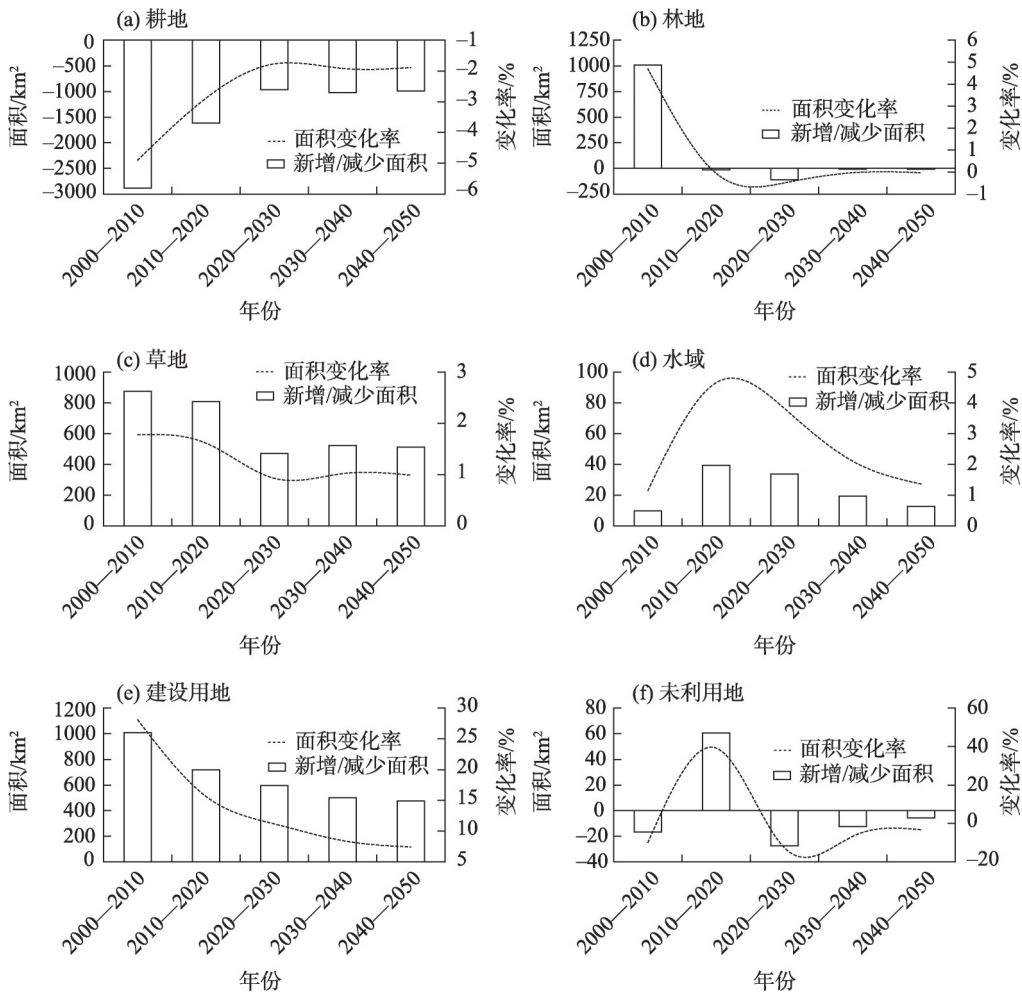 (a) 耕地
面积/km²
0
−500
−1000
−1500
−2000
−2500
−3000
−1
−2
−3
−4
−5
−6
变化率/%
面积变化率
新增/减少面积
2000—2010
2010—2020
2020—2030
2030—2040
2040—2050
年份
(b) 林地
面积/km²
1250
1000
750
500
250
0
−250
6
5
4
3
2
1
0
−1
变化率/%
面积变化率
新增/减少面积
2000—2010
2010—2020
2020—2030
2030—2040
2040—2050
年份
(c) 草地
面积/km²
1000
800
600
400
200
0
3
2
1
0
变化率/%
面积变化率
新增/减少面积
2000—2010
2010—2020
2020—2030
2030—2040
2040—2050
年份
(d) 水域
面积/km²
100
80
60
40
20
0
5
4
3
2
1
0
变化率/%
面积变化率
新增/减少面积
2000—2010
2010—2020
2020—2030
2030—2040
2040—2050
年份
(e) 建设用地
面积/km²
1200
1000
800
600
400
200
0
30
25
20
15
10
5
变化率/%
面积变化率
新增/减少面积
2000—2010
2010—2020
2020—2030
2030—2040
2040—2050
年份
(f) 未利用地
面积/km²
80
60
40
20
0
−20
−40
60
40
20
0
−20
变化率/%
面积变化率
新增/减少面积
2000—2010
2010—2020
2020—2030
2030—2040
2040—2050
年份